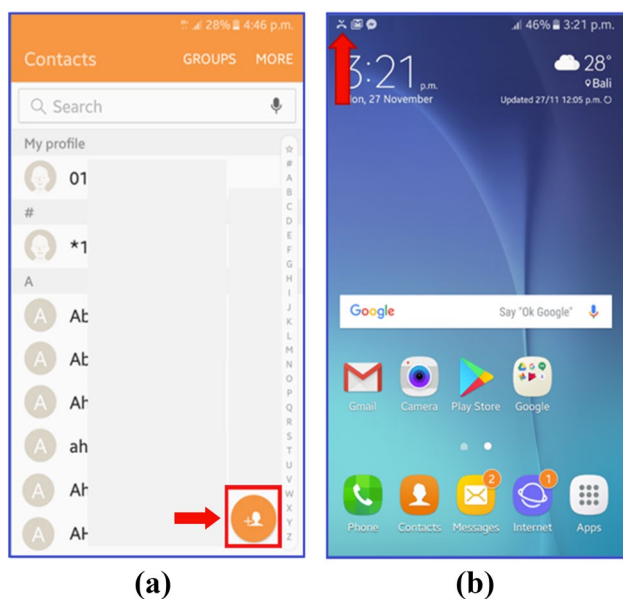 28% 4:46 p.m.
Contacts GROUPS MORE
Search
My profile
01
#
*1
A
A Ab
A Ab
A Ah
A ah
A Ah
A AH
☆
#
A
B
C
D
E
F
G
H
I
J
K
L
M
N
O
P
Q
R
S
T
U
V
W
X
Y
Z
(a)
46% 3:21 p.m.
3:21 p.m.
on, 27 November
28°
Bali
Updated 27/11 12:05 p.m.
Google Say "Ok Google"
Gmail Camera Play Store Google
2 1
Phone Contacts Messages Internet Apps
(b)